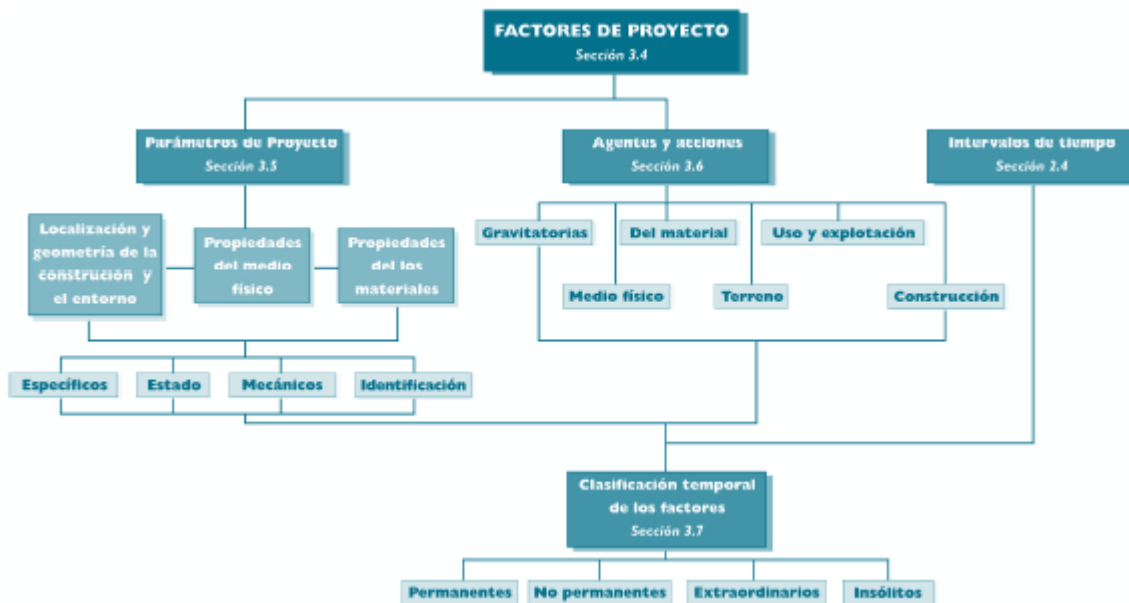 FACTORES DE PROYECTO
Sección 3.4
Parámetros de Proyecto
Sección 3.5
Agentes y acciones
Sección 3.6
Intervalos de tiempo
Sección 2.4
Localización y
geometría de la
construción y
el entorno
Propiedades
del medio
físico
Propiedades
del los
materiales
Gravitatorias
Del material
Uso y explotación
Medio físico
Terreno
Construcción
Específicos
Estado
Mecánicos
Identificación
Clasificación temporal
de los factores
Sección 3.7
Permanentes
No permanentes
Extraordinarios
Insólitos